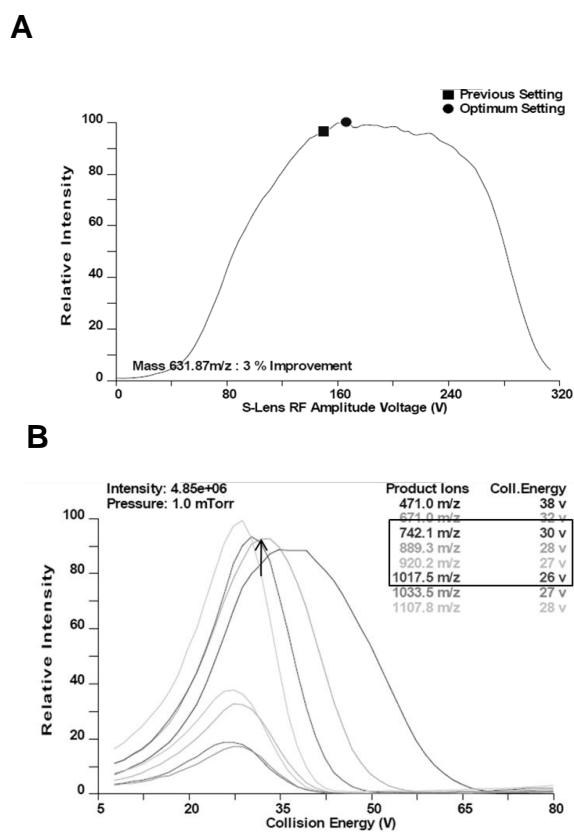 A
Previous Setting
Optimum Setting
100
80
60
40
20
0
Relative Intensity
Mass 631.87m/z : 3 % Improvement
0 80 160 240 320
S-Lens RF Amplitude Voltage (V)
B
Intensity: 4.85e+06
Pressure: 1.0 mTorr
Product Ions Coll.Energy
471.0 m/z 38 v
671.0 m/z 32 v
742.1 m/z 30 v
889.3 m/z 28 v
920.2 m/z 27 v
1017.5 m/z 26 v
1033.5 m/z 27 v
1107.8 m/z 28 v
100
80
60
40
20
0
Relative Intensity
5 20 35 50 65 80
Collision Energy (V)